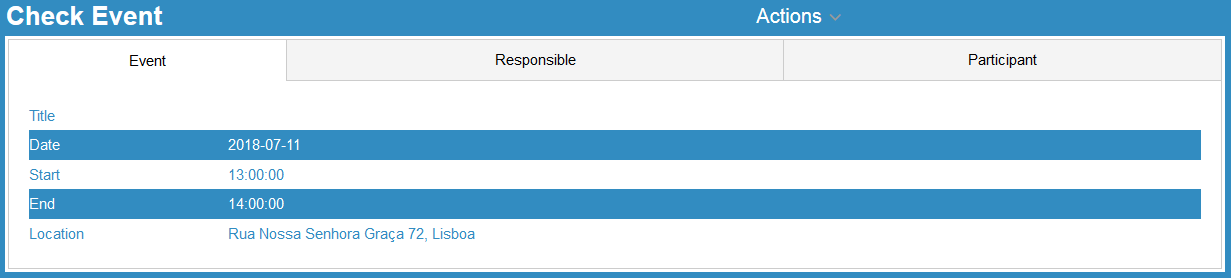 Check Event Actions
Event Responsible Participant
Title
Date 2018-07-11
Start 13:00:00
End 14:00:00
Location Rua Nossa Senhora Graça 72, Lisboa